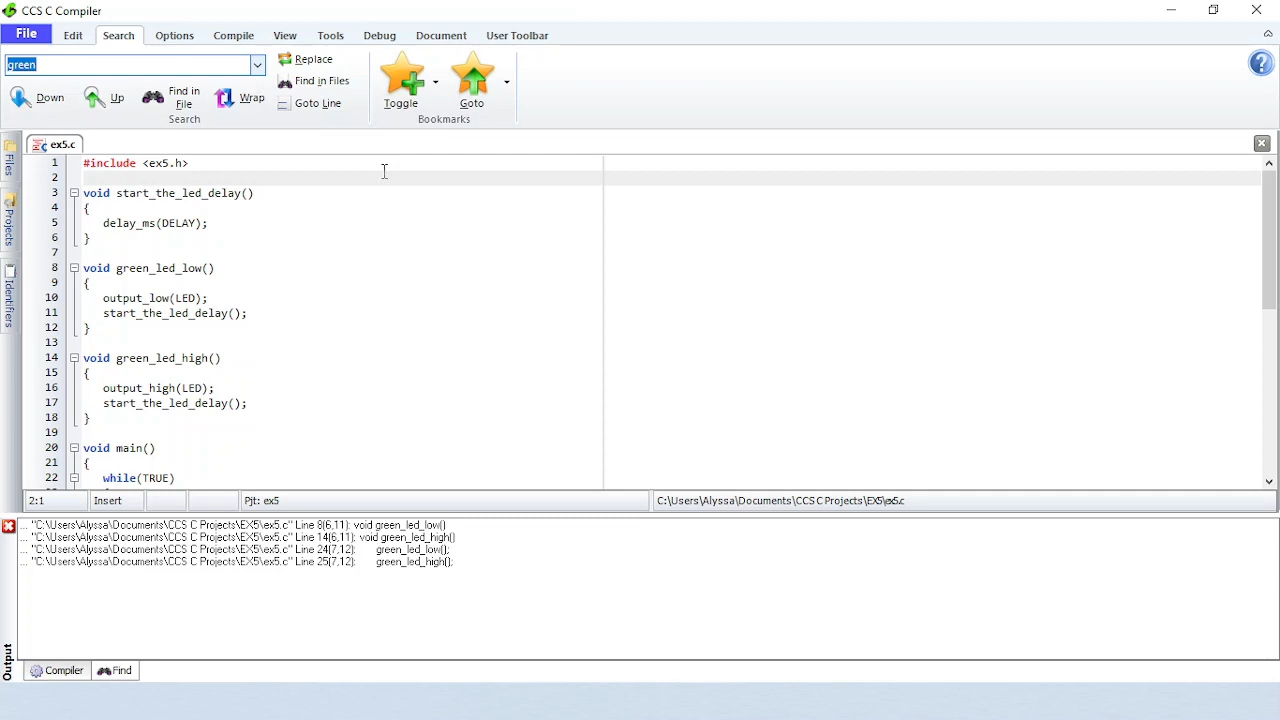 CCS C Compiler
File Edit Search Options Compile View Tools Debug Document User Toolbar
green
Replace
Down Up Find in File Wrap
Find in Files
Goto Line
Toggle Goto
Search Bookmarks
ex5.c
Files
Projects
Identifiers
1 #include <ex5.h>
2
3 void start_the_led_delay()
4 {
5 delay_ms(DELAY);
6 }
7
8 void green_led_low()
9 {
10 output_low(LED);
11 start_the_led_delay();
12 }
13
14 void green_led_high()
15 {
16 output_high(LED);
17 start_the_led_delay();
18 }
19
20 void main()
21 {
22 while(TRUE)
2:1 Insert Pjt: ex5 C:\Users\Alyssa\Documents\CCS C Projects\EX5\ex5.c
... "C:\Users\Alyssa\Documents\CCS C Projects\EX5\ex5.c" Line 8(6,11): void green_led_low()
... "C:\Users\Alyssa\Documents\CCS C Projects\EX5\ex5.c" Line 14(6,11): void green_led_high()
... "C:\Users\Alyssa\Documents\CCS C Projects\EX5\ex5.c" Line 24(7,12): green_led_low();
... "C:\Users\Alyssa\Documents\CCS C Projects\EX5\ex5.c" Line 25(7,12): green_led_high();
Output
Compiler Find